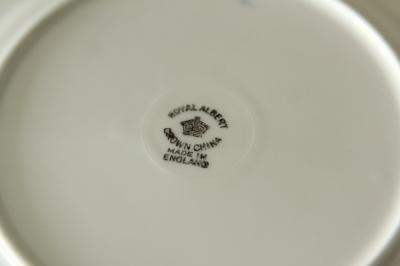 ROYAL ALBERT
CROWN CHINA
MADE IN
ENGLAND